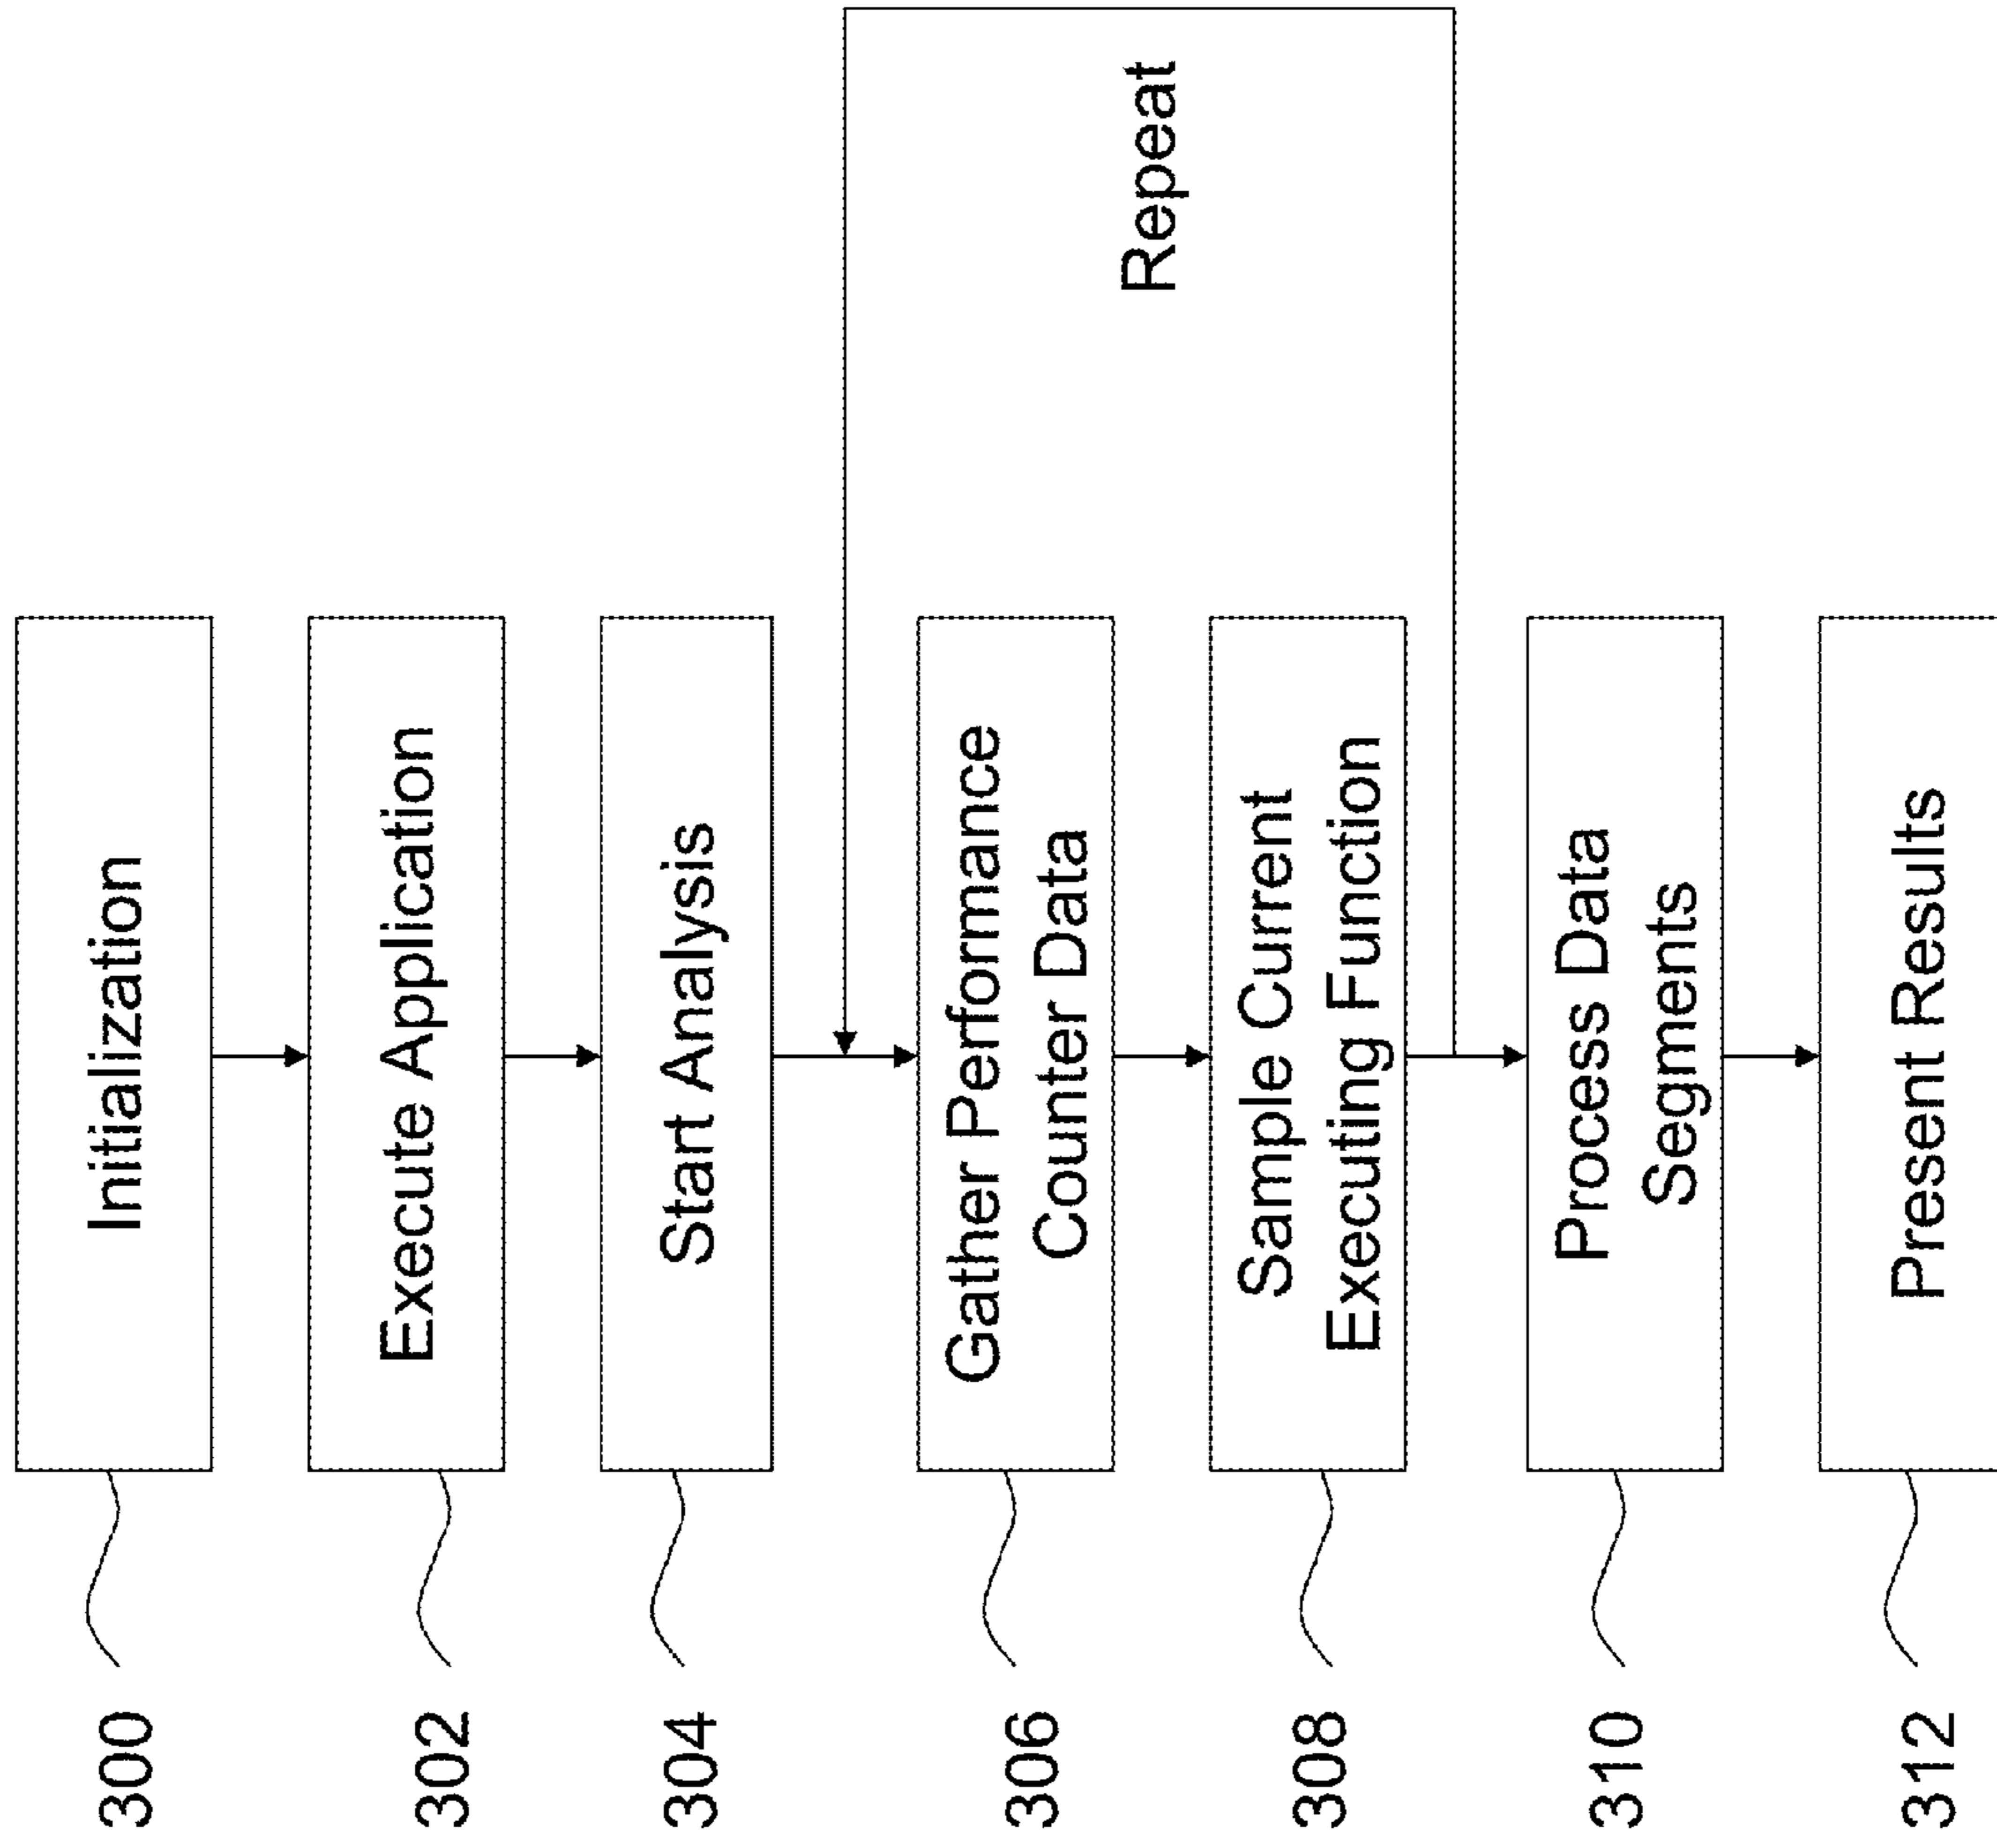 300
Initialization
302
Execute Application
304
Start Analysis
306
Gather Performance
Counter Data
308
Sample Current
Executing Function
Repeat
310
Process Data
Segments
312
Present Results